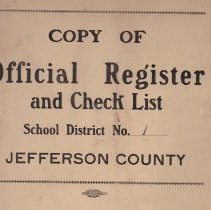 COPY OF
Official Register
and Check List
School District No. 1
JEFFERSON COUNTY